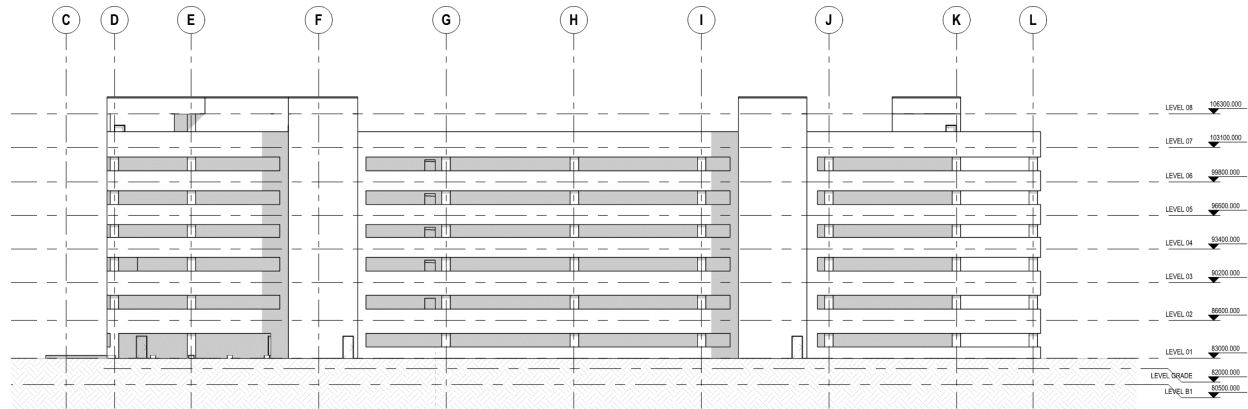 C D E F G H I J K L
LEVEL 08 106300.000
LEVEL 07 103100.000
LEVEL 06 99800.000
LEVEL 05 96600.000
LEVEL 04 93400.000
LEVEL 03 90200.000
LEVEL 02 86600.000
LEVEL 01 83000.000
LEVEL GRADE 82000.000
LEVEL B1 80500.000